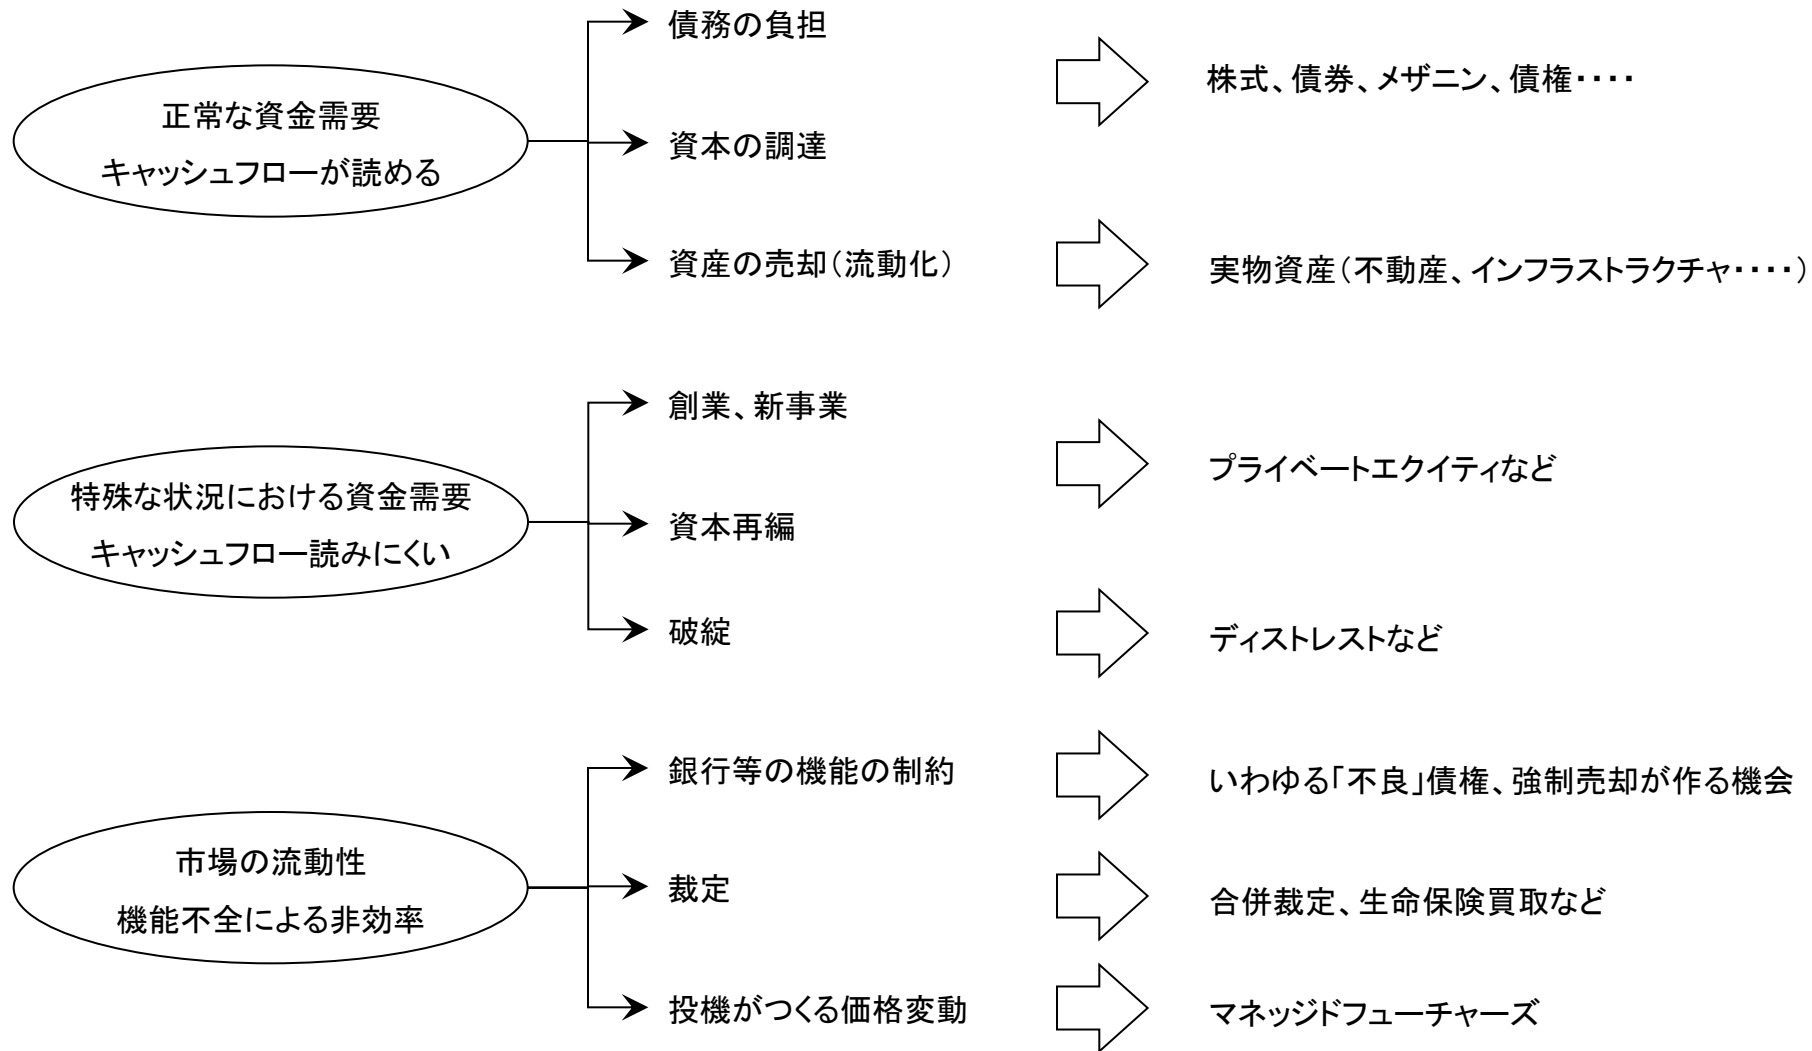 正常な資金需要
キャッシュフローが読める
債務の負担
資本の調達
資産の売却（流動化）
株式、債券、メザニン、債権・・・・
実物資産（不動産、インフラストラクチャ・・・・）
特殊な状況における資金需要
キャッシュフロー読みにくい
創業、新事業
資本再編
破綻
プライベートエクイティなど
ディストレストなど
市場の流動性
機能不全による非効率
銀行等の機能の制約
裁定
投機がつくる価格変動
いわゆる「不良」債権、強制売却が作る機会
合併裁定、生命保険買取など
マネッジドフューチャーズ